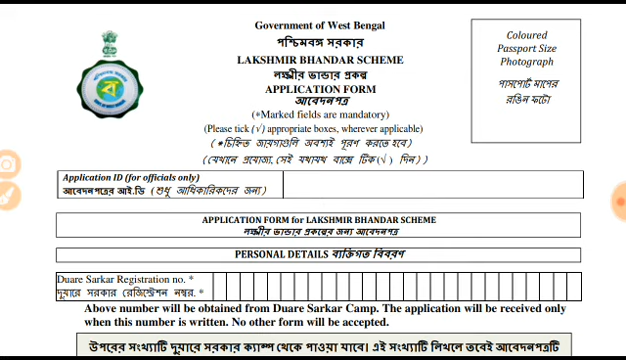 Government of West Bengal
পশ্চিমবঙ্গ সরকার
LAKSHMIR BHANDAR SCHEME
লক্ষ্মীর ভান্ডার প্রকল্প
APPLICATION FORM
আবেদনপত্র
(*Marked fields are mandatory)
(Please tick (√) appropriate boxes, wherever applicable)
(*চিহ্নিত জায়গাগুলি অবশ্যই পূরণ করতে হবে)
(যেখানে প্রযোজ্য, সেই যথাযথ বাক্সে টিক (√) দিন))
Coloured
Passport Size
Photograph
পাসপোর্ট মাপের
রঙিন ফটো
Application ID (for officials only)
আবেদনপত্রের আই.ডি (শুধু আধিকারিকদের জন্য)
APPLICATION FORM for LAKSHMIR BHANDAR SCHEME
লক্ষ্মীর ভান্ডার প্রকল্পের জন্য আবেদনপত্র
PERSONAL DETAILS ব্যক্তিগত বিবরণ
Duare Sarkar Registration no. *
দুয়ারে সরকার রেজিস্ট্রেশন নম্বর. *
Above number will be obtained from Duare Sarkar Camp. The application will be received only
when this number is written. No other form will be accepted.
উপরের সংখ্যাটি দুয়ারে সরকার ক্যাম্প থেকে পাওয়া যাবে। এই সংখ্যাটি লিখলে তবেই আবেদনপত্রটি